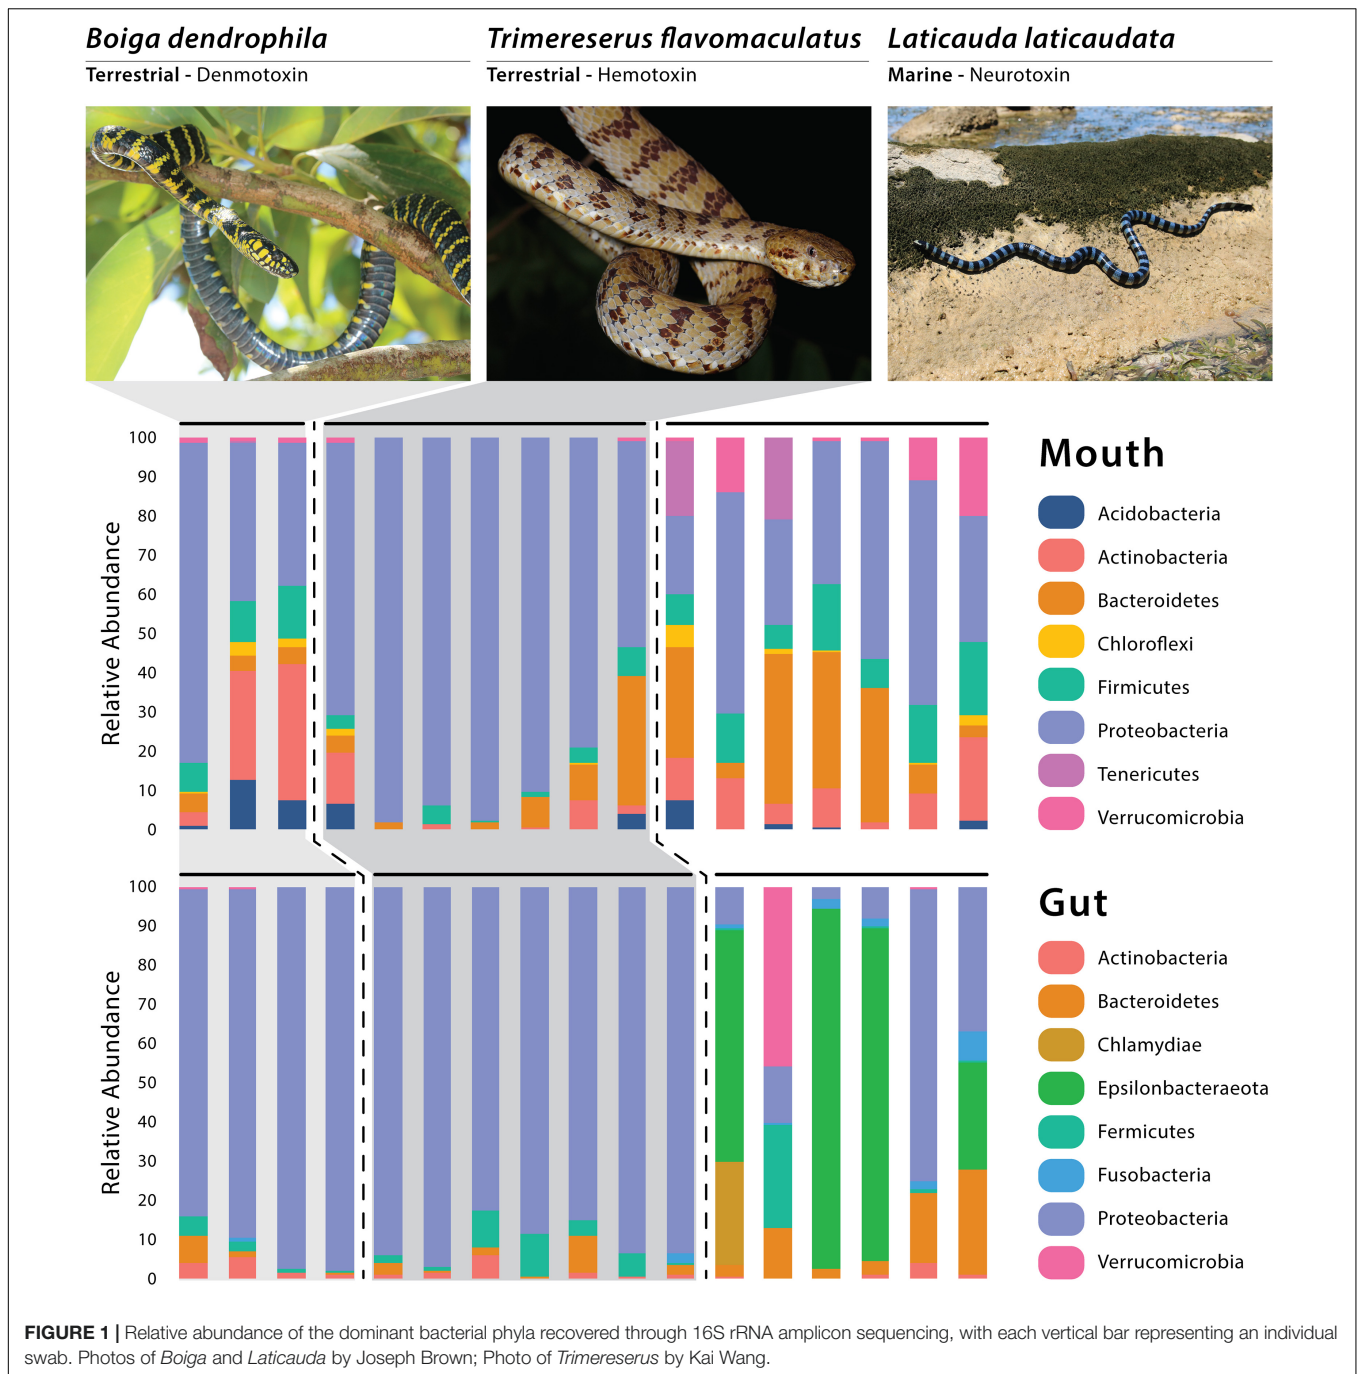 Boiga dendrophila
Terrestrial - Denmotoxin
Trimereserus flavomaculatus
Terrestrial - Hemotoxin
Laticauda laticaudata
Marine - Neurotoxin
Relative Abundance
100
90
80
70
60
50
40
30
20
10
0
Mouth
Acidobacteria
Actinobacteria
Bacteroidetes
Chloroflexi
Firmicutes
Proteobacteria
Tenericutes
Verrucomicrobia
Relative Abundance
100
90
80
70
60
50
40
30
20
10
0
Gut
Actinobacteria
Bacteroidetes
Chlamydiae
Epsilonbacteraeota
Fermicutes
Fusobacteria
Proteobacteria
Verrucomicrobia
FIGURE 1 | Relative abundance of the dominant bacterial phyla recovered through 16S rRNA amplicon sequencing, with each vertical bar representing an individual
swab. Photos of Boiga and Laticauda by Joseph Brown; Photo of Trimereserus by Kai Wang.